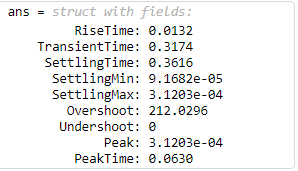 ans = struct with fields:
RiseTime: 0.0132
TransientTime: 0.3174
SettlingTime: 0.3616
SettlingMin: 9.1682e-05
SettlingMax: 3.1203e-04
Overshoot: 212.0296
Undershoot: 0
Peak: 3.1203e-04
PeakTime: 0.0630